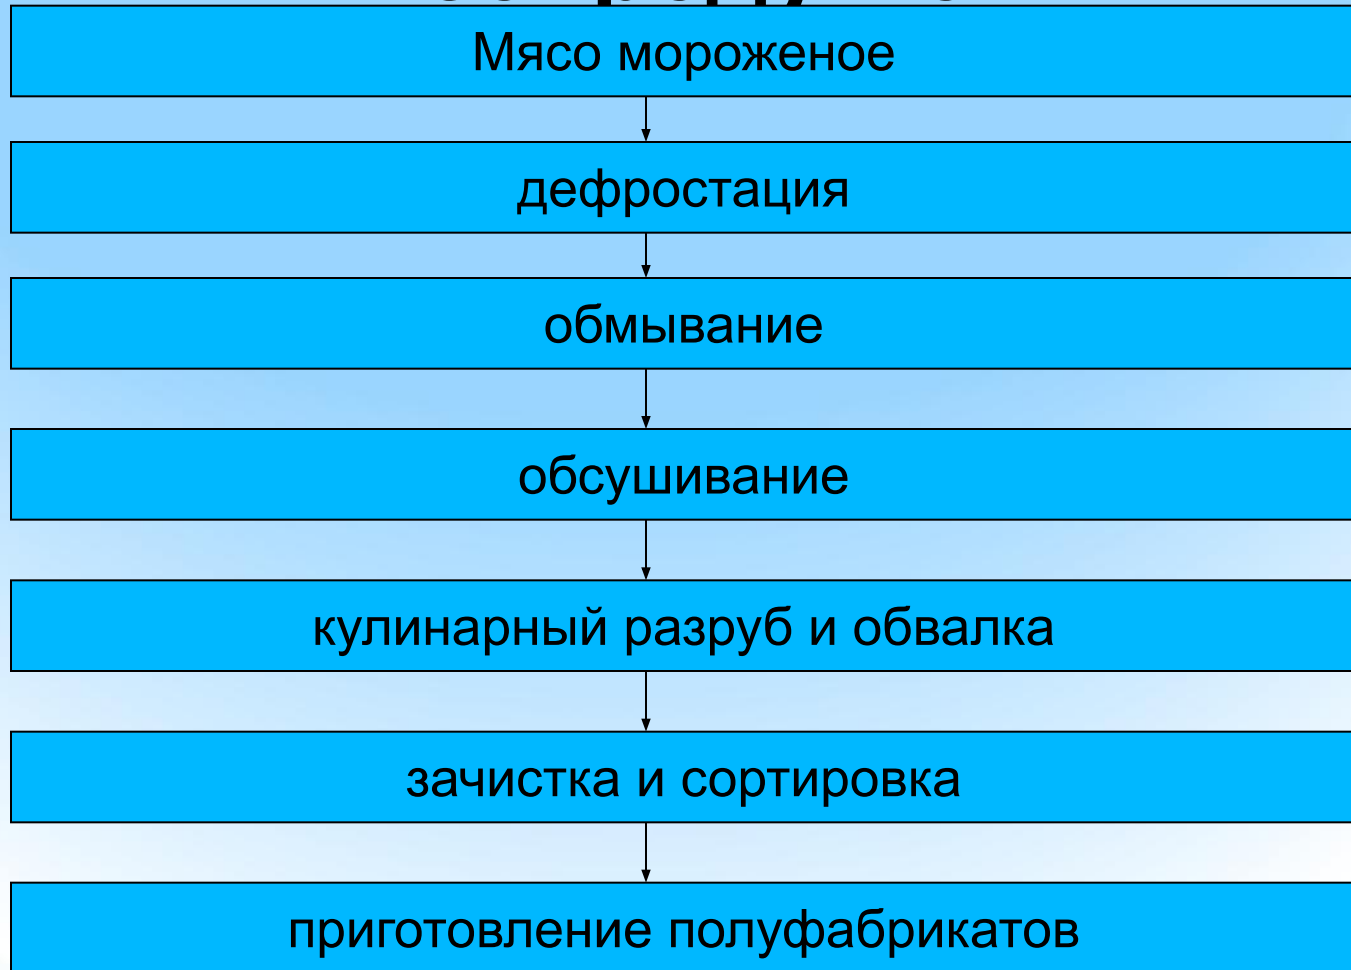 Мясо мороженое
дефростация
обмывание
обсушивание
кулинарный разруб и обвалка
зачистка и сортировка
приготовление полуфабрикатов